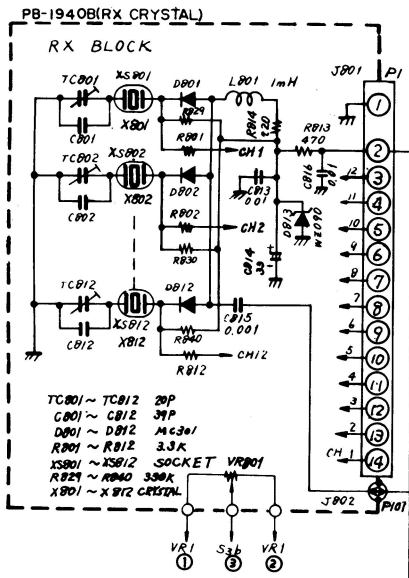 PB-1940B(RX CRYSTAL)
RX BLOCK
J801 P1
TC801 XS801 D801 L801 1mH
C801 X801 R829 R814 220
R801 CH1
R813 470
TC802 XS802
C802 X802 D802
C813 0.01
C816 0.01
R802 CH2
R830
D813 WZ090
C814 33
TC812 XS812 D812
C812 X812 R840
C815 0.001
R812 CH12
1
2
12 3
11 4
10 5
6
8 7
7 8
6 9
5 10
4 11
3 12
2 13
CH 1 14
TC801 ~ TC812 20P
C801 ~ C812 39P
D801 ~ D812 MC301
R801 ~ R812 3.3K
XS801 ~ XS812 SOCKET
R829 ~ R840 330K
X801 ~ X812 CRYSTAL
VR801
J802 P107
VR1 S3b VR1
1 3 2